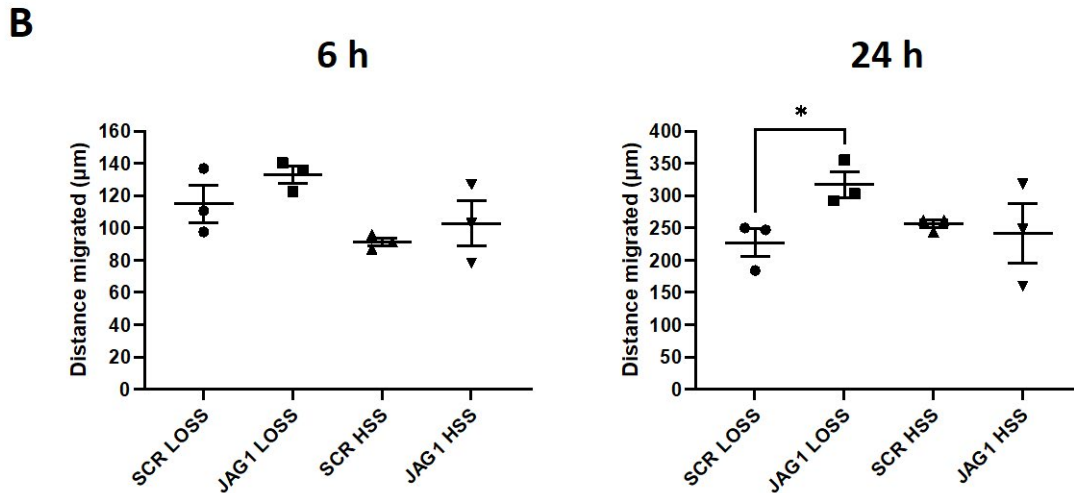 B
6 h
24 h
Distance migrated (µm)
160
140
120
100
80
60
40
20
0
SCR LOSS
JAG1 LOSS
SCR HSS
JAG1 HSS
Distance migrated (µm)
400
350
300
250
200
150
100
50
0
*
SCR LOSS
JAG1 LOSS
SCR HSS
JAG1 HSS